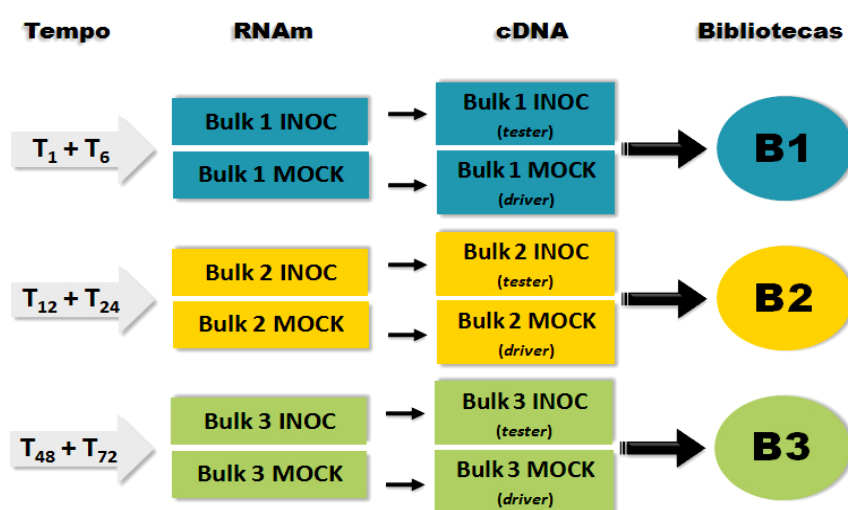 Tempo RNAm cDNA Bibliotecas
T1 + T6
Bulk 1 INOC
Bulk 1 MOCK
Bulk 1 INOC
(tester)
Bulk 1 MOCK
(driver)
B1
T12 + T24
Bulk 2 INOC
Bulk 2 MOCK
Bulk 2 INOC
(tester)
Bulk 2 MOCK
(driver)
B2
T48 + T72
Bulk 3 INOC
Bulk 3 MOCK
Bulk 3 INOC
(tester)
Bulk 3 MOCK
(driver)
B3